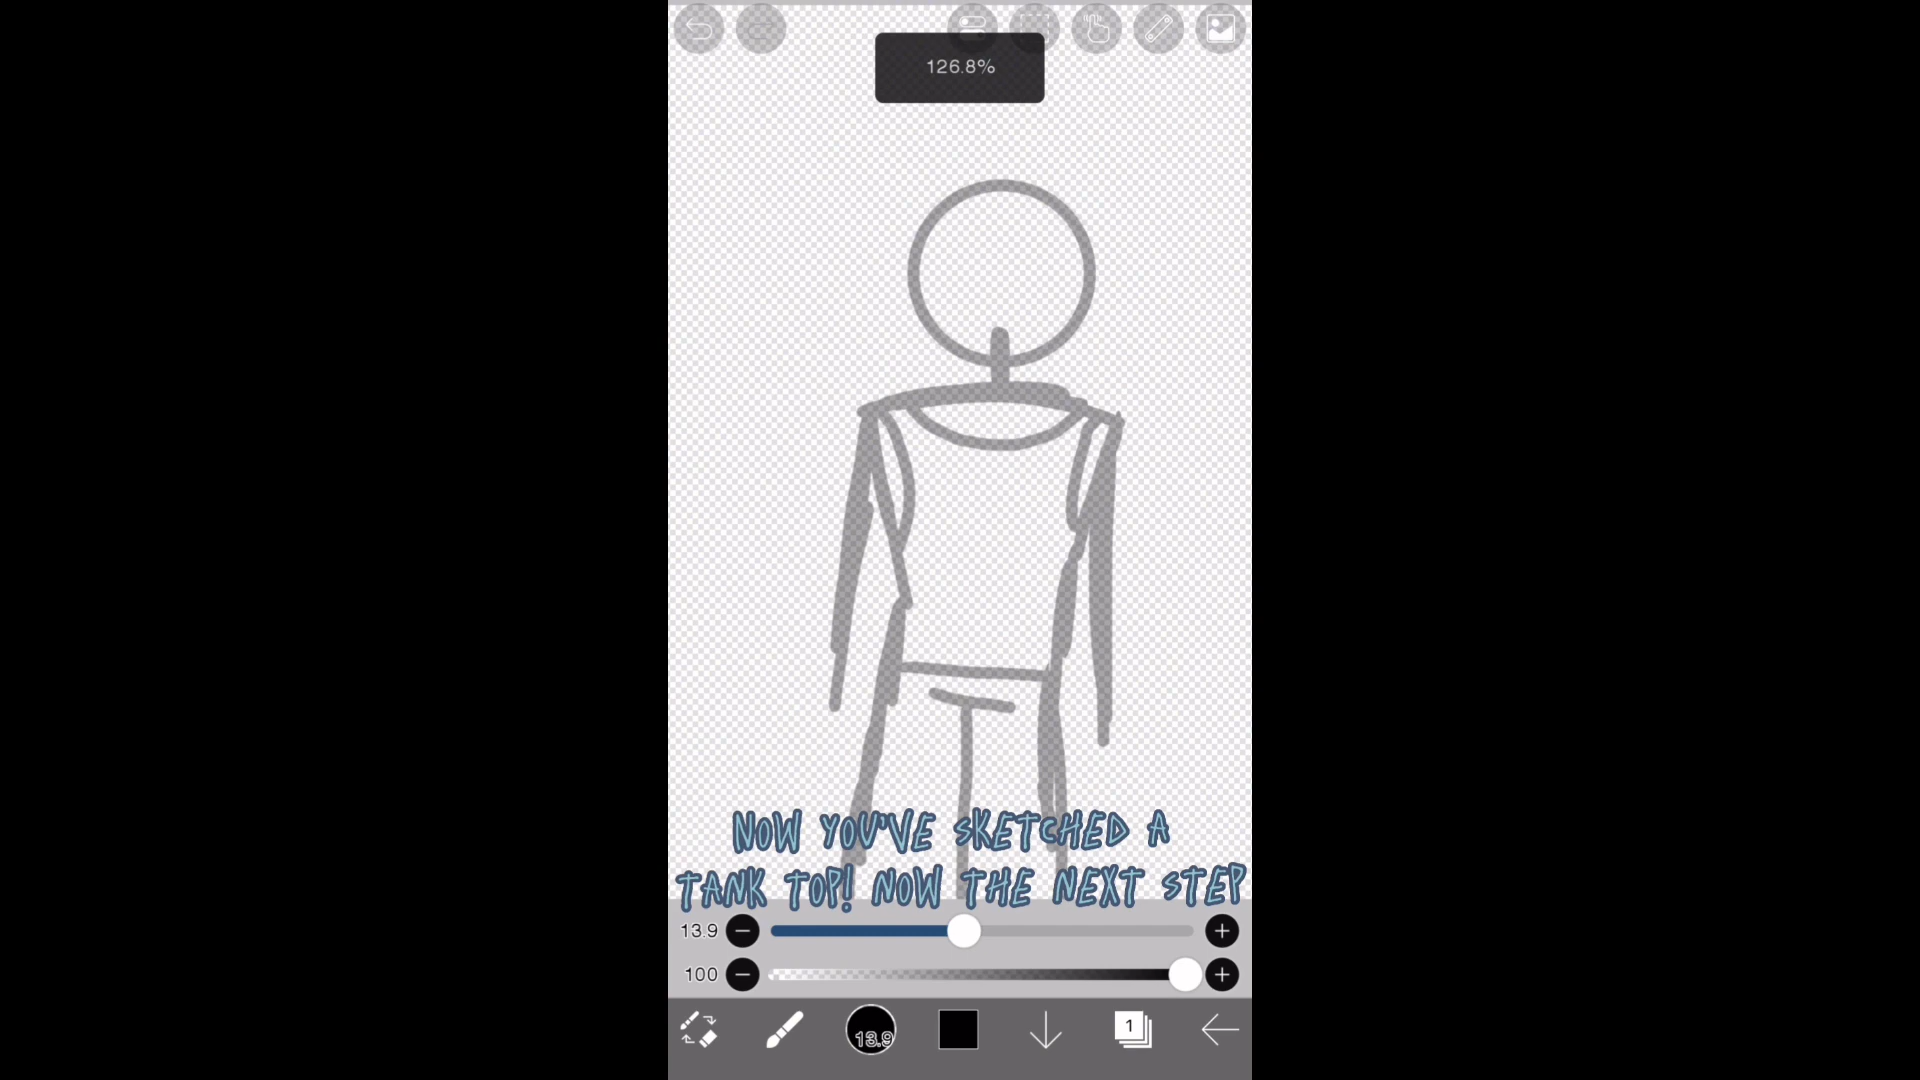 126.8%
NOW YOU'VE SKETCHED A
TANK TOP! NOW THE NEXT STEP
13.9
100
13.9
1